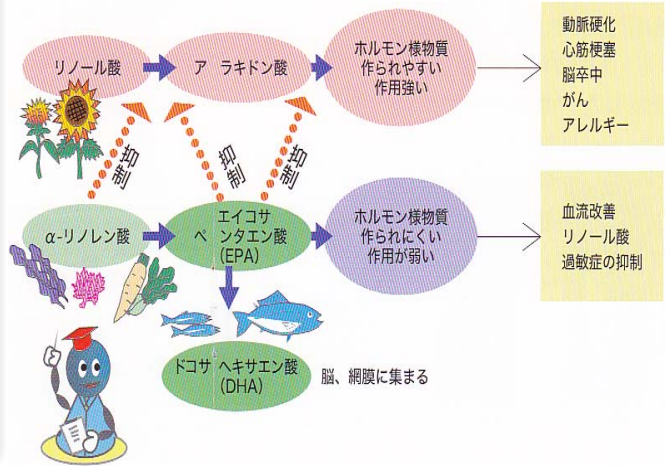 リノール酸
アラキドン酸
ホルモン様物質
作られやすい
作用強い
動脈硬化
心筋梗塞
脳卒中
がん
アレルギー
抑制
抑制
抑制
α-リノレン酸
エイコサ
ペンタエン酸
(EPA)
ホルモン様物質
作られにくい
作用が弱い
血流改善
リノール酸
過敏症の抑制
ドコサヘキサエン酸
(DHA)
脳、網膜に集まる